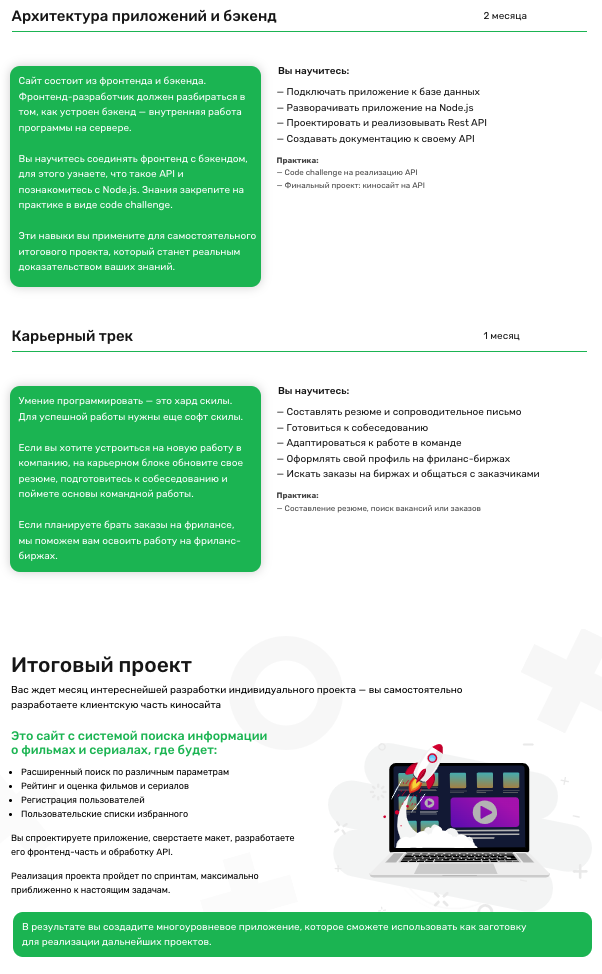 Архитектура приложений и бэкенд
2 месяца
Сайт состоит из фронтенда и бэкенда.
Фронтенд-разработчик должен разбираться в
том, как устроен бэкенд — внутренняя работа
программы на сервере.
Вы научитесь соединять фронтенд с бэкендом,
для этого узнаете, что такое API и
познакомитесь с Node.js. Знания закрепите на
практике в виде code challenge.
Эти навыки вы примените для самостоятельного
итогового проекта, который станет реальным
доказательством ваших знаний.
Вы научитесь:
— Подключать приложение к базе данных
— Разворачивать приложение на Node.js
— Проектировать и реализовывать Rest API
— Создавать документацию к своему API
Практика:
— Code challenge на реализацию API
— Финальный проект: киносайт на API
Карьерный трек
1 месяц
Умение программировать — это хард скилы.
Для успешной работы нужны еще софт скилы.
Если вы хотите устроиться на новую работу в
компанию, на карьерном блоке обновите свое
резюме, подготовитесь к собеседованию и
поймете основы командной работы.
Если планируете брать заказы на фрилансе,
мы поможем вам освоить работу на фриланс-
биржах.
Вы научитесь:
— Составлять резюме и сопроводительное письмо
— Готовиться к собеседованию
— Адаптироваться к работе в команде
— Оформлять свой профиль на фриланс-биржах
— Искать заказы на биржах и общаться с заказчиками
Практика:
— Составление резюме, поиск вакансий или заказов
Итоговый проект
Вас ждет месяц интереснейшей разработки индивидуального проекта — вы самостоятельно
разработаете клиентскую часть киносайта
Это сайт с системой поиска информации
о фильмах и сериалах, где будет:
• Расширенный поиск по различным параметрам
• Рейтинг и оценка фильмов и сериалов
• Регистрация пользователей
• Пользовательские списки избранного
Вы спроектируете приложение, сверстаете макет, разработаете
его фронтенд-часть и обработку API.
Реализация проекта пройдет по спринтам, максимально
приближенно к настоящим задачам.
В результате вы создадите многоуровневое приложение, которое сможете использовать как заготовку
для реализации дальнейших проектов.